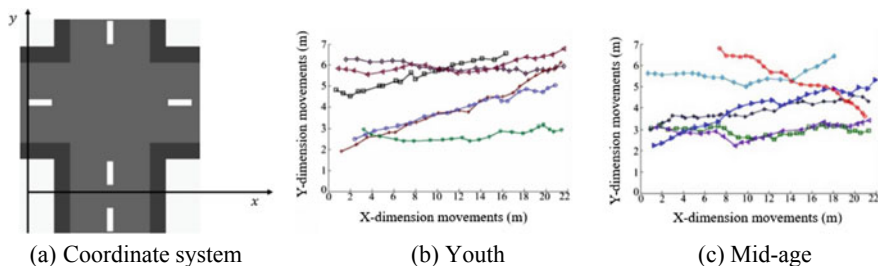 y
x
(a) Coordinate system
Y-dimension movements (m)
7
6
5
4
3
2
1
0
0 2 4 6 8 10 12 14 16 18 20 22
X-dimension movements (m)
(b) Youth
Y-dimension movements (m)
7
6
5
4
3
2
1
0
0 2 4 6 8 10 12 14 16 18 20 22
X-dimension movements (m)
(c) Mid-age